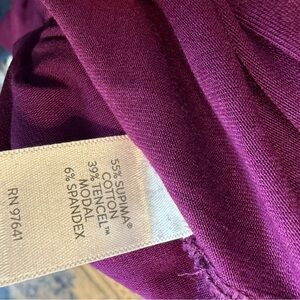 55% SUPIMA®
COTTON
39% TENCEL™
MODAL
6% SPANDEX
RN 97641